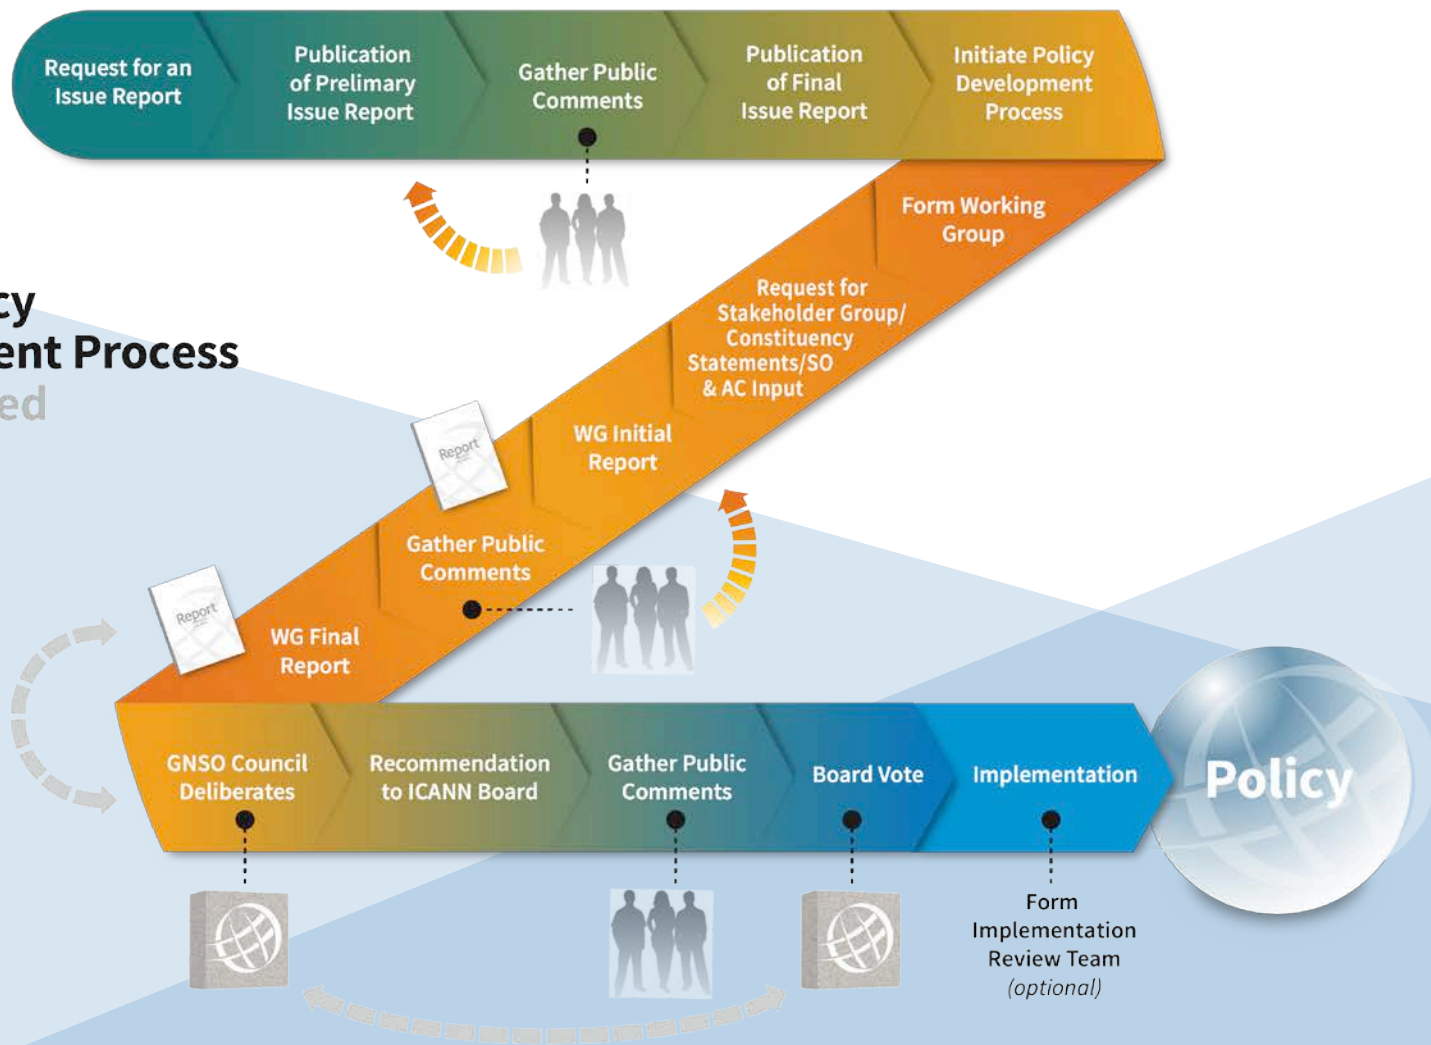 Request for an
Issue Report
Publication
of Prelimary
Issue Report
Gather Public
Comments
Publication
of Final
Issue Report
Initiate Policy
Development
Process
Form Working
Group
cy
ent Process
ed
Request for
Stakeholder Group/
Constituency
Statements/SO
& AC Input
WG Initial
Report
Report
Gather Public
Comments
Report
WG Final
Report
GNSO Council
Deliberates
Recommendation
to ICANN Board
Gather Public
Comments
Board Vote
Implementation
Policy
Form
Implementation
Review Team
(optional)